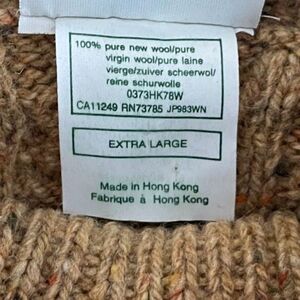 100% pure new wool/pure
virgin wool/pure laine
vierge/zuiver scheerwol/
reine schurwolle
0373HK78W
CA11249 RN73785 JP983WN
EXTRA LARGE
Made in Hong Kong
Fabriqué à Hong Kong